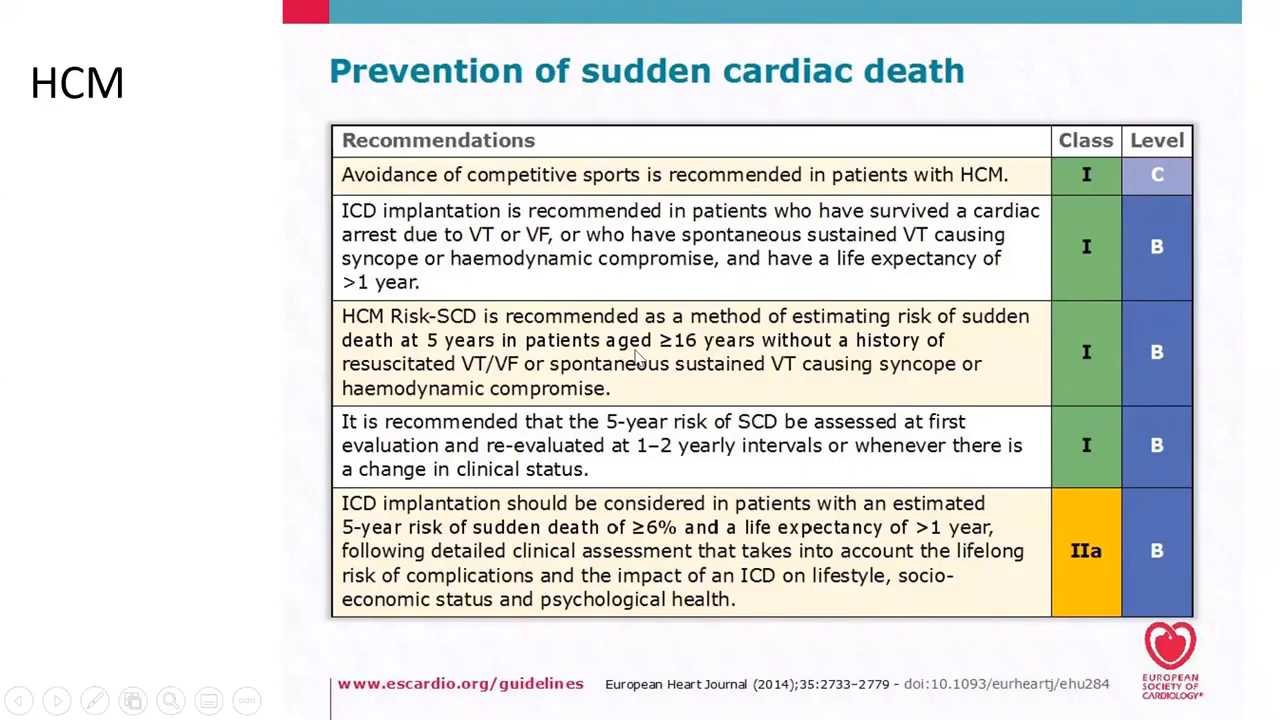 HCM
Prevention of sudden cardiac death
Recommendations Class Level
Avoidance of competitive sports is recommended in patients with HCM. I C
ICD implantation is recommended in patients who have survived a cardiac
arrest due to VT or VF, or who have spontaneous sustained VT causing
syncope or haemodynamic compromise, and have a life expectancy of
>1 year.
I B
HCM Risk-SCD is recommended as a method of estimating risk of sudden
death at 5 years in patients aged ≥16 years without a history of
resuscitated VT/VF or spontaneous sustained VT causing syncope or
haemodynamic compromise.
I B
It is recommended that the 5-year risk of SCD be assessed at first
evaluation and re-evaluated at 1–2 yearly intervals or whenever there is
a change in clinical status.
I B
ICD implantation should be considered in patients with an estimated
5-year risk of sudden death of ≥6% and a life expectancy of >1 year,
following detailed clinical assessment that takes into account the lifelong
risk of complications and the impact of an ICD on lifestyle, socio-
economic status and psychological health.
IIa B
www.escardio.org/guidelines European Heart Journal (2014);35:2733–2779 - doi:10.1093/eurheartj/ehu284
EUROPEAN
SOCIETY OF
CARDIOLOGY®